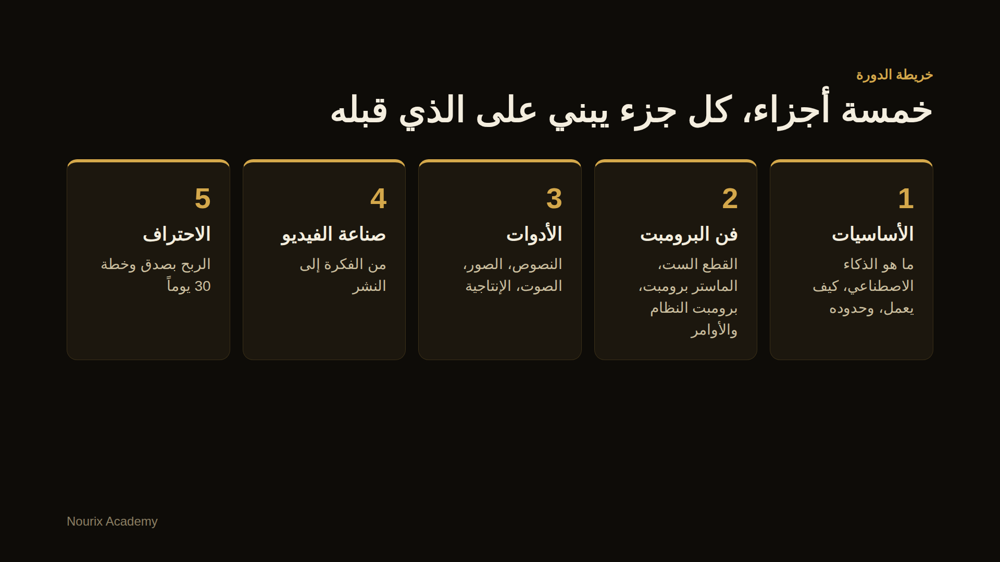 خريطة الدورة
خمسة أجزاء، كل جزء يبني على الذي قبله
1
الأساسيات
ما هو الذكاء
الاصطناعي، كيف
يعمل، وحدوده
2
فن البرومبت
القطع الست،
الماستر برومبت،
برومبت النظام
والأوامر
3
الأدوات
النصوص، الصور،
الصوت، الإنتاجية
4
صناعة الفيديو
من الفكرة إلى
النشر
5
الاحتراف
الربح بصدق وخطة
30 يوماً
Nourix Academy